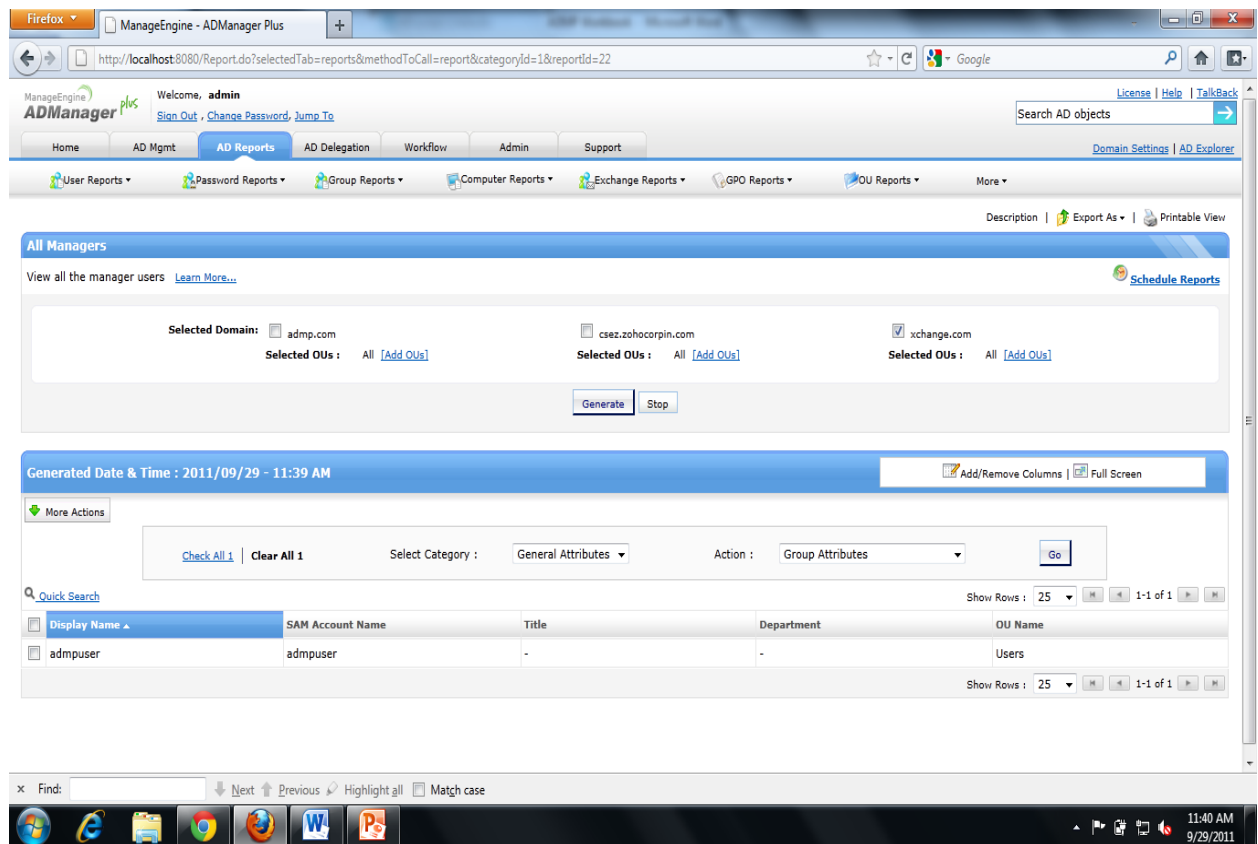 Firefox
ManageEngine - ADManager Plus
http://localhost:8080/Report.do?selectedTab=reports&methodToCall=report&categoryId=1&reportId=22
Google
ManageEngine
ADManager plus
Welcome, admin
Sign Out , Change Password, Jump To
License | Help | TalkBack
Search AD objects
Home AD Mgmt AD Reports AD Delegation Workflow Admin Support
Domain Settings | AD Explorer
User Reports Password Reports Group Reports Computer Reports Exchange Reports GPO Reports OU Reports More
Description | Export As | Printable View
All Managers
View all the manager users Learn More...
Schedule Reports
Selected Domain: admp.com csez.zohocorpin.com xchange.com
Selected OUs : All [Add OUs] Selected OUs : All [Add OUs] Selected OUs : All [Add OUs]
Generate Stop
Generated Date & Time : 2011/09/29 - 11:39 AM
Add/Remove Columns | Full Screen
More Actions
Check All 1 | Clear All 1 Select Category : General Attributes Action : Group Attributes Go
Quick Search
Show Rows : 25 1-1 of 1
Display Name SAM Account Name Title Department OU Name
admpuser admpuser - - Users
Show Rows : 25 1-1 of 1
× Find: Next Previous Highlight all Match case
11:40 AM
9/29/2011